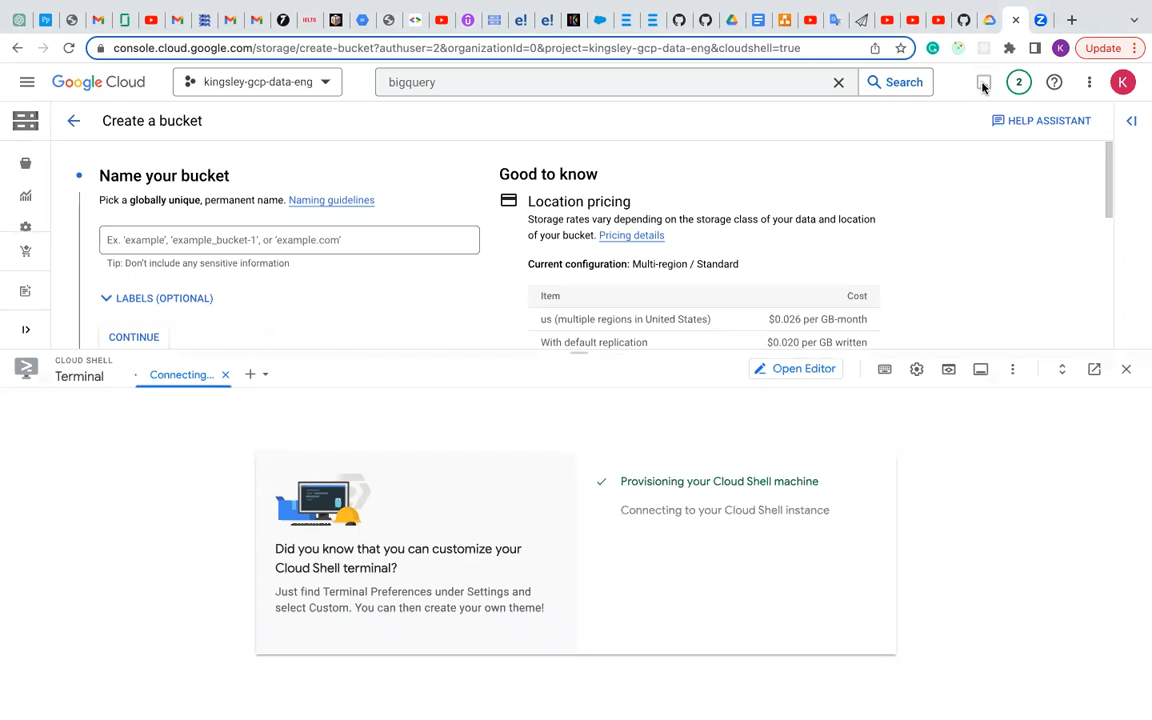 IELTS
e!
e!
console.cloud.google.com/storage/create-bucket?authuser=2&organizationId=0&project=kingsley-gcp-data-eng&cloudshell=true
K
Update
Google Cloud
kingsley-gcp-data-eng
bigquery
Search
2
K
Create a bucket
HELP ASSISTANT
Name your bucket
Pick a globally unique, permanent name. Naming guidelines
Ex. 'example', 'example_bucket-1', or 'example.com'
Tip: Don't include any sensitive information
LABELS (OPTIONAL)
CONTINUE
Good to know
Location pricing
Storage rates vary depending on the storage class of your data and location
of your bucket. Pricing details
Current configuration: Multi-region / Standard
Item Cost
us (multiple regions in United States) $0.026 per GB-month
With default replication $0.020 per GB written
CLOUD SHELL
Terminal
Connecting...
Open Editor
Did you know that you can customize your
Cloud Shell terminal?
Just find Terminal Preferences under Settings and
select Custom. You can then create your own theme!
Provisioning your Cloud Shell machine
Connecting to your Cloud Shell instance